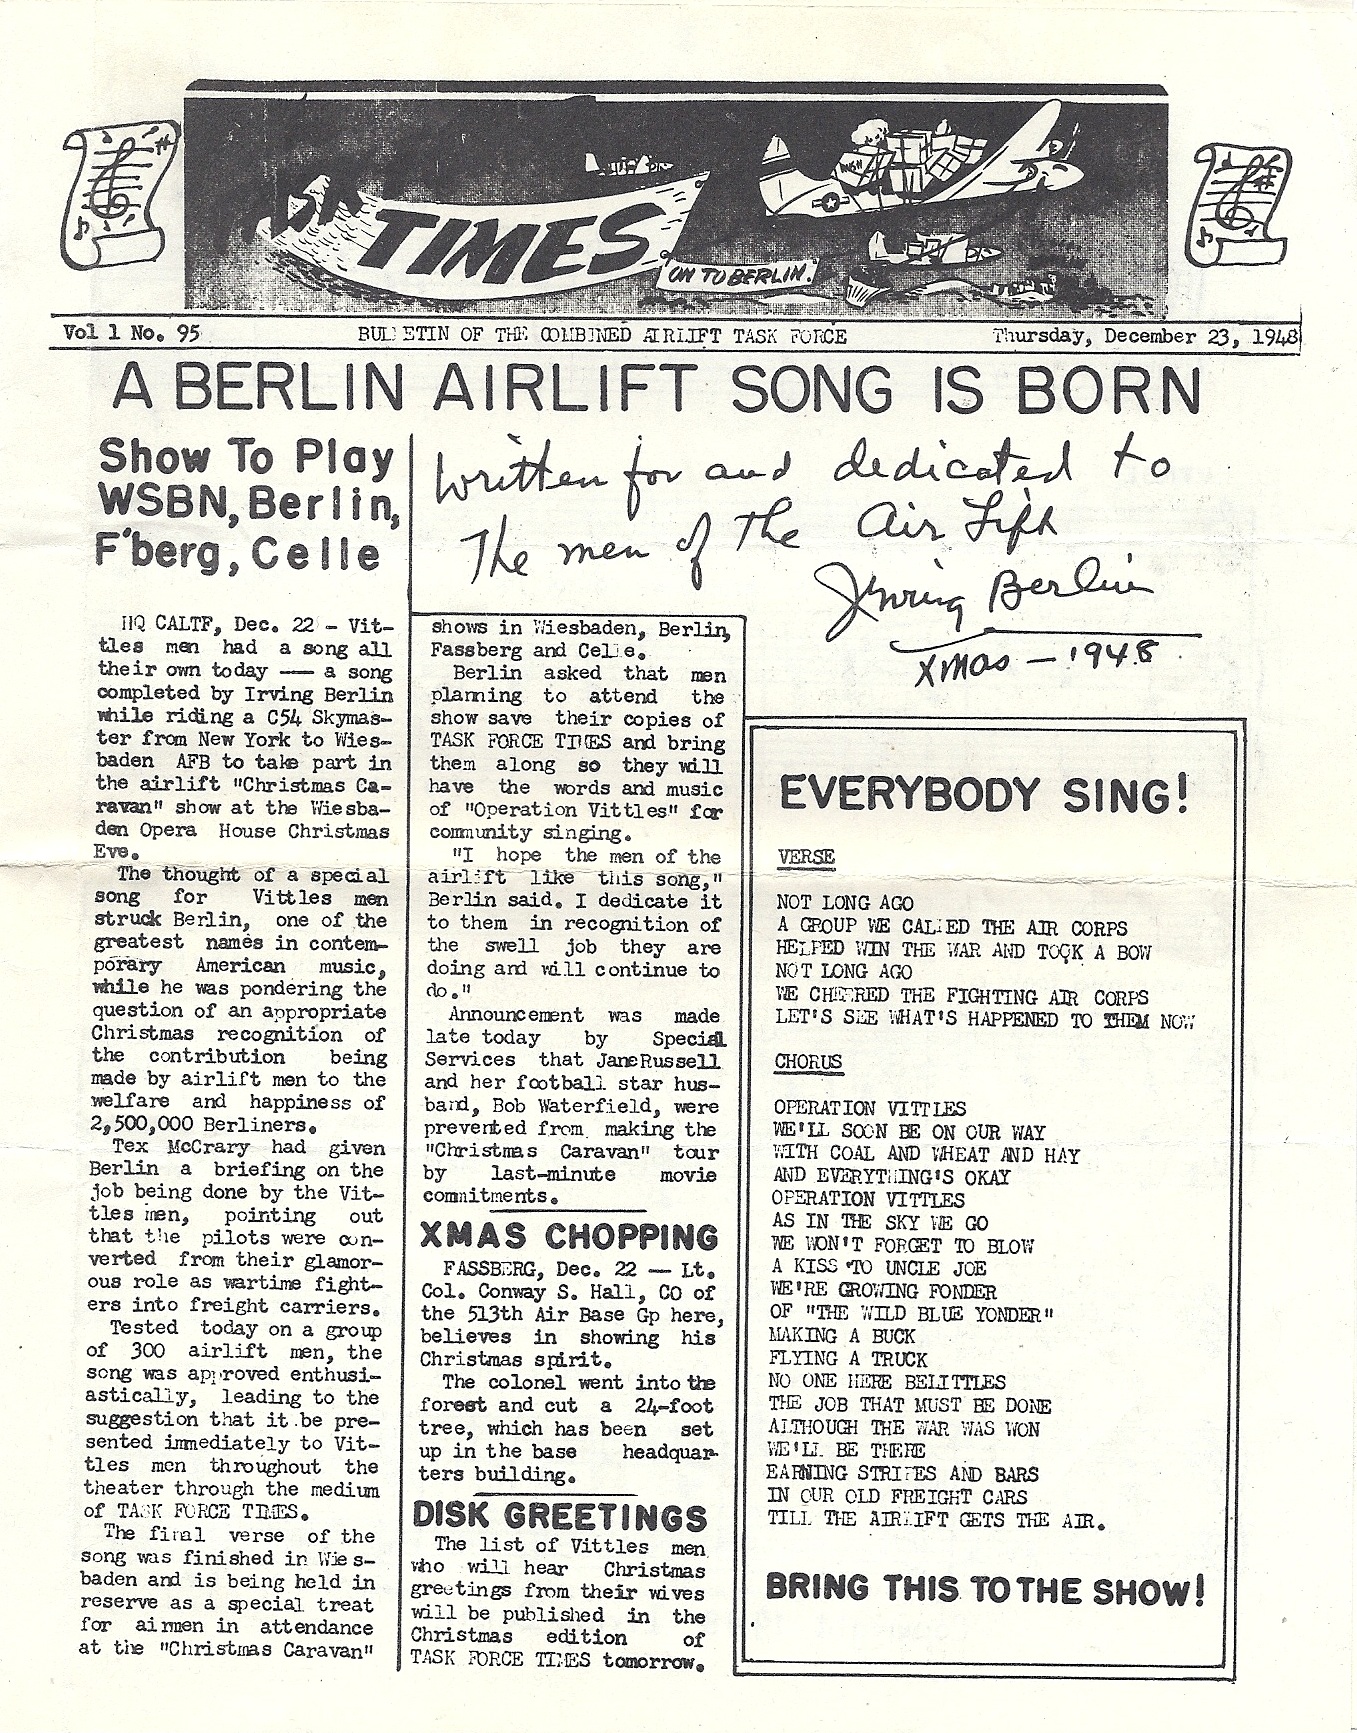 TASK TIMES
HIGH
"ON TO BERLIN!"
Vol 1 No. 95 BULLETIN OF THE COMBINED AIRLIFT TASK FORCE Thursday, December 23, 1948
A BERLIN AIRLIFT SONG IS BORN
Show To Play
WSBN, Berlin,
F'berg, Celle
Written for and dedicated to
The men of the Air Lift
Irving Berlin
Xmas - 1948
HQ CALTF, Dec. 22 - Vit-
tles men had a song all
their own today -- a song
completed by Irving Berlin
while riding a C54 Skymas-
ter from New York to Wies-
baden AFB to take part in
the airlift "Christmas Ca-
ravan" show at the Wiesba-
den Opera House Christmas
Eve.
The thought of a special
song for Vittles men
struck Berlin, one of the
greatest names in contem-
porary American music,
while he was pondering the
question of an appropriate
Christmas recognition of
the contribution being
made by airlift men to the
welfare and happiness of
2,500,000 Berliners.
Tex McCrary had given
Berlin a briefing on the
job being done by the Vit-
tles men, pointing out
that the pilots were con-
verted from their glamor-
ous role as wartime fight-
ers into freight carriers.
Tested today on a group
of 300 airlift men, the
song was approved enthusi-
astically, leading to the
suggestion that it be pre-
sented immediately to Vit-
tles men throughout the
theater through the medium
of TASK FORCE TIMES.
The final verse of the
song was finished in Wies-
baden and is being held in
reserve as a special treat
for airmen in attendance
at the "Christmas Caravan"
shows in Wiesbaden, Berlin,
Fassberg and Celle.
Berlin asked that men
planning to attend the
show save their copies of
TASK FORCE TIMES and bring
them along so they will
have the words and music
of "Operation Vittles" for
community singing.
"I hope the men of the
airlift like this song,"
Berlin said. I dedicate it
to them in recognition of
the swell job they are
doing and will continue to
do."
Announcement was made
late today by Special
Services that Jane Russell
and her football star hus-
band, Bob Waterfield, were
prevented from making the
"Christmas Caravan" tour
by last-minute movie
commitments.
XMAS CHOPPING
FASSBERG, Dec. 22 -- Lt.
Col. Conway S. Hall, CO of
the 513th Air Base Gp here,
believes in showing his
Christmas spirit.
The colonel went into the
forest and cut a 24-foot
tree, which has been set
up in the base headquar-
ters building.
DISK GREETINGS
The list of Vittles men
who will hear Christmas
greetings from their wives
will be published in the
Christmas edition of
TASK FORCE TIMES tomorrow.
EVERYBODY SING!
VERSE
NOT LONG AGO
A GROUP WE CALLED THE AIR CORPS
HELPED WIN THE WAR AND TOOK A BOW
NOT LONG AGO
WE CHEERED THE FIGHTING AIR CORPS
LET'S SEE WHAT'S HAPPENED TO THEM NOW
CHORUS
OPERATION VITTLES
WE'LL SOON BE ON OUR WAY
WITH COAL AND WHEAT AND HAY
AND EVERYTHING'S OKAY
OPERATION VITTLES
AS IN THE SKY WE GO
WE WON'T FORGET TO BLOW
A KISS TO UNCLE JOE
WE'RE GROWING FONDER
OF "THE WILD BLUE YONDER"
MAKING A BUCK
FLYING A TRUCK
NO ONE HERE BELITTLES
THE JOB THAT MUST BE DONE
ALTHOUGH THE WAR WAS WON
WE'LL BE THERE
EARNING STRIPES AND BARS
IN OUR OLD FREIGHT CARS
TILL THE AIRLIFT GETS THE AIR.
BRING THIS TO THE SHOW!